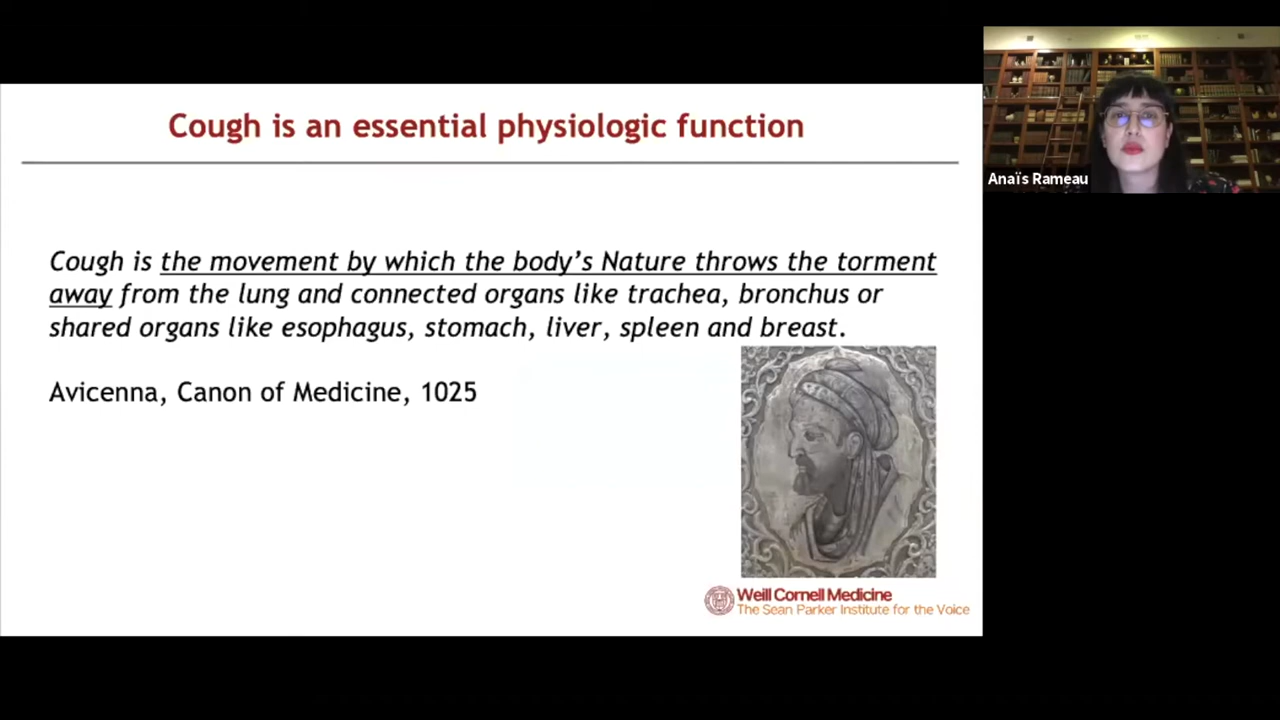 Cough is an essential physiologic function
Cough is the movement by which the body’s Nature throws the torment
away from the lung and connected organs like trachea, bronchus or
shared organs like esophagus, stomach, liver, spleen and breast.
Avicenna, Canon of Medicine, 1025
Weill Cornell Medicine
The Sean Parker Institute for the Voice
Anaïs Rameau